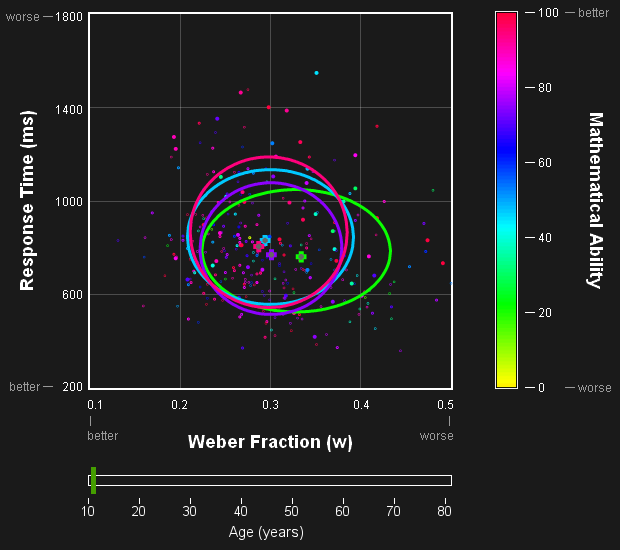 worse
1800
1400
1000
600
better
200
Response Time (ms)
0.1
0.2
0.3
0.4
0.5
better
worse
Weber Fraction (w)
100
better
80
60
40
20
0
worse
Mathematical Ability
10
20
30
40
50
60
70
80
Age (years)